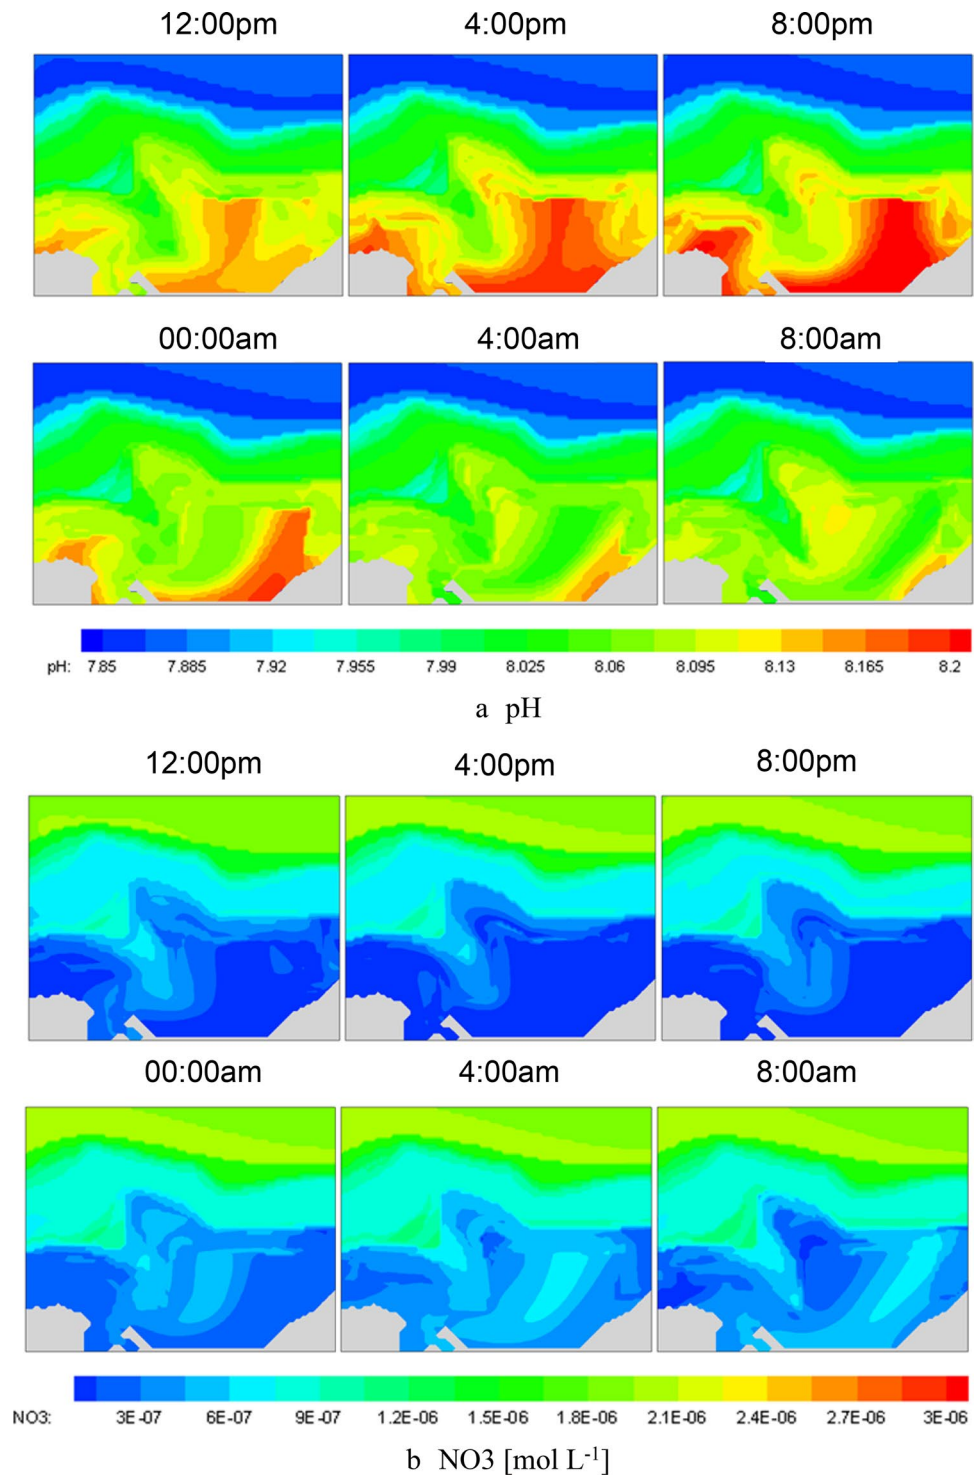 12:00pm 4:00pm 8:00pm
00:00am 4:00am 8:00am
pH: 7.85 7.885 7.92 7.955 7.99 8.025 8.06 8.095 8.13 8.165 8.2
a pH
12:00pm 4:00pm 8:00pm
00:00am 4:00am 8:00am
NO3: 3E-07 6E-07 9E-07 1.2E-06 1.5E-06 1.8E-06 2.1E-06 2.4E-06 2.7E-06 3E-06
b NO3 [mol L⁻¹]